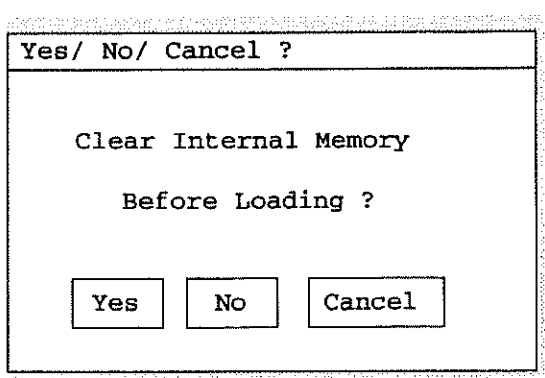 Yes/ No/ Cancel ?
Clear Internal Memory
Before Loading ?
Yes No Cancel